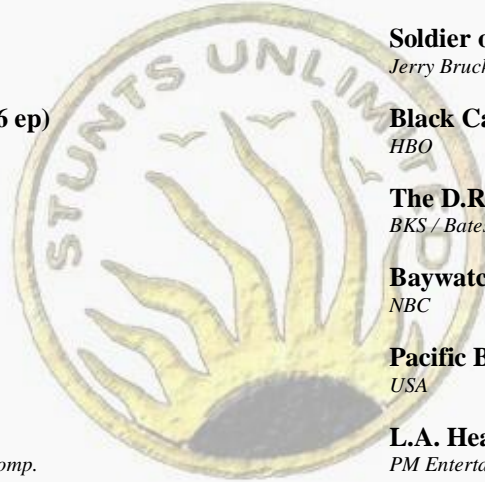 6 ep)
omp.
STUNTS UNLIMITED
Soldier o
Jerry Bruck
Black Ca
HBO
The D.R
BKS / Bates
Baywatc
NBC
Pacific B
USA
L.A. Hea
PM Enterta